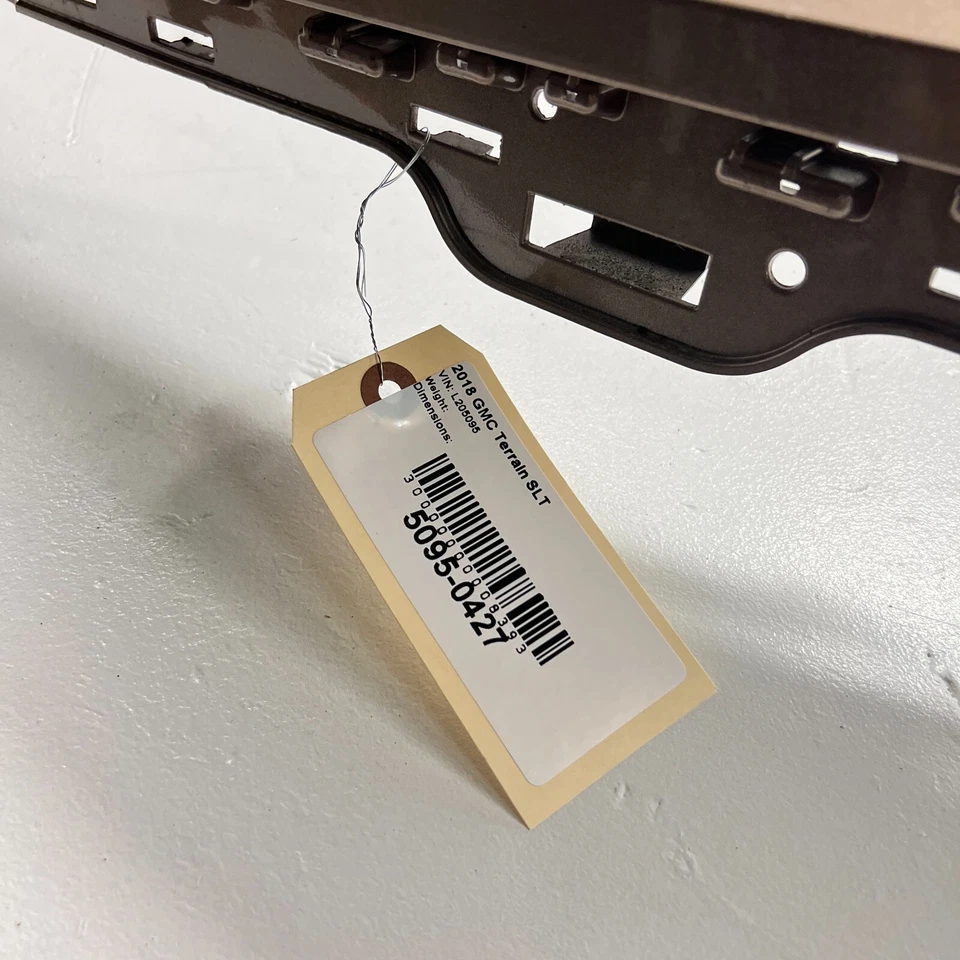 2018 GMC Terrain SLT
VIN: L205095
Weight:
Dimensions:
5095-0427